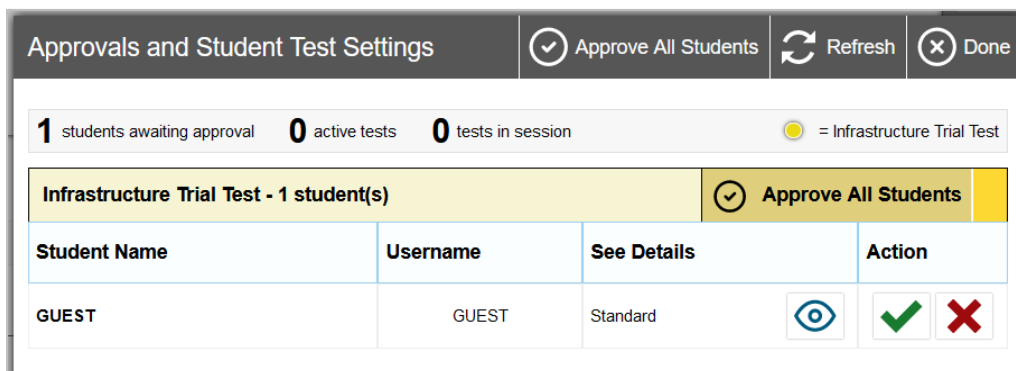 Approvals and Student Test Settings Approve All Students Refresh Done
1 students awaiting approval 0 active tests 0 tests in session = Infrastructure Trial Test
Infrastructure Trial Test - 1 student(s) Approve All Students
Student Name Username See Details Action
GUEST GUEST Standard